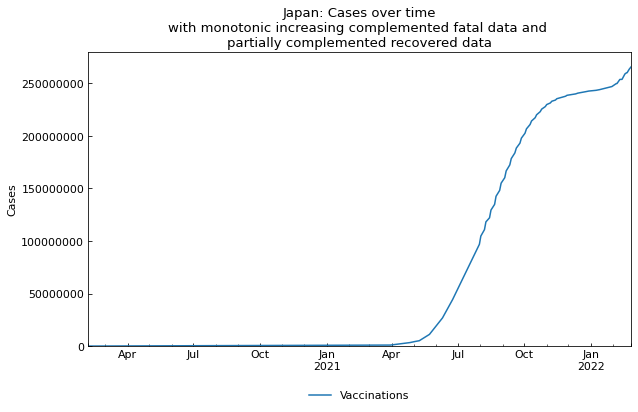 Japan: Cases over time
with monotonic increasing complemented fatal data and
partially complemented recovered data
250000000
200000000
150000000
100000000
50000000
0
Cases
Apr Jul Oct Jan Apr Jul Oct Jan
2021 2022
Vaccinations